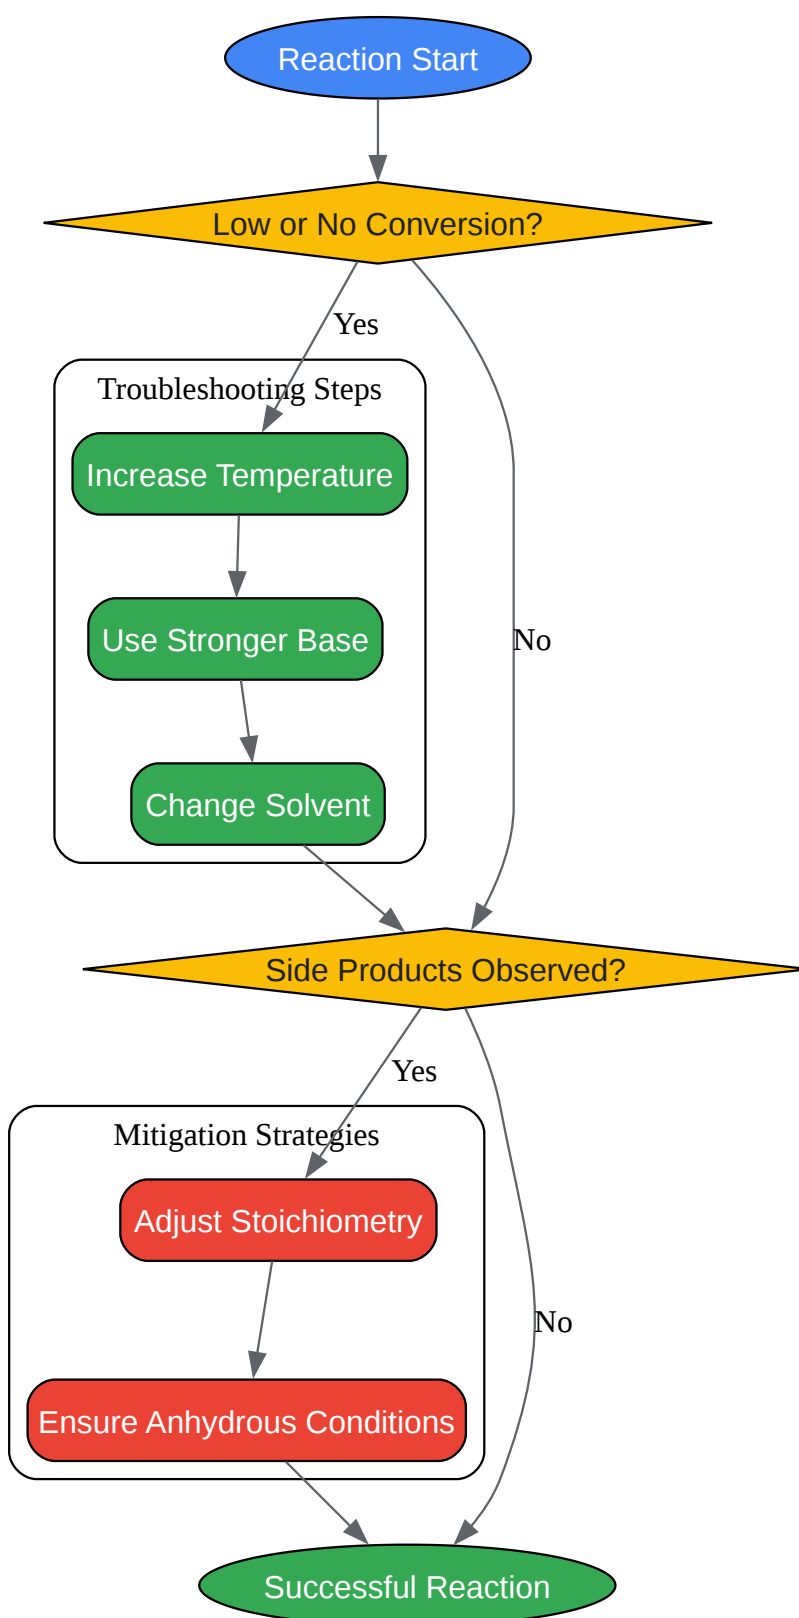 Reaction Start
Low or No Conversion?
Yes
Troubleshooting Steps
Increase Temperature
Use Stronger Base
No
Change Solvent
Side Products Observed?
Yes
Mitigation Strategies
Adjust Stoichiometry
No
Ensure Anhydrous Conditions
Successful Reaction